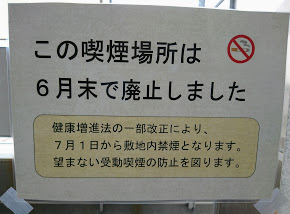 この喫煙場所は
６月末で廃止しました
健康増進法の一部改正により、
７月１日から敷地内禁煙となります。
望まない受動喫煙の防止を図ります。